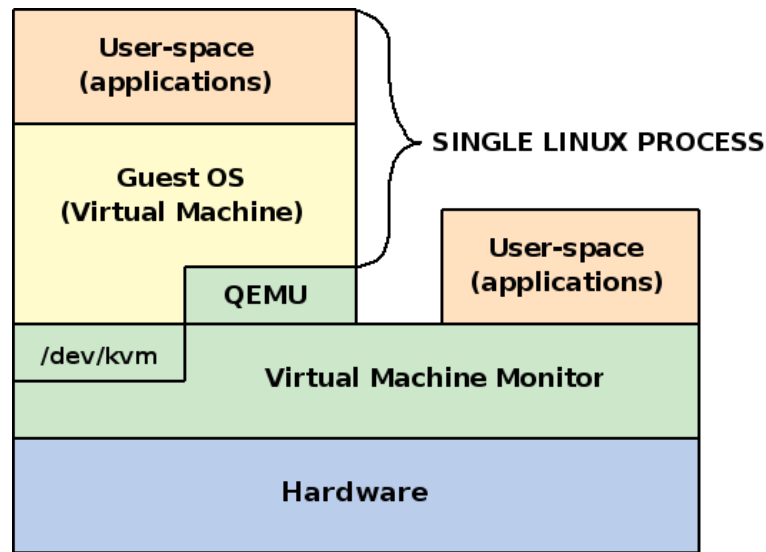 User-space
(applications)
SINGLE LINUX PROCESS
Guest OS
(Virtual Machine)
User-space
(applications)
QEMU
/dev/kvm
Virtual Machine Monitor
Hardware